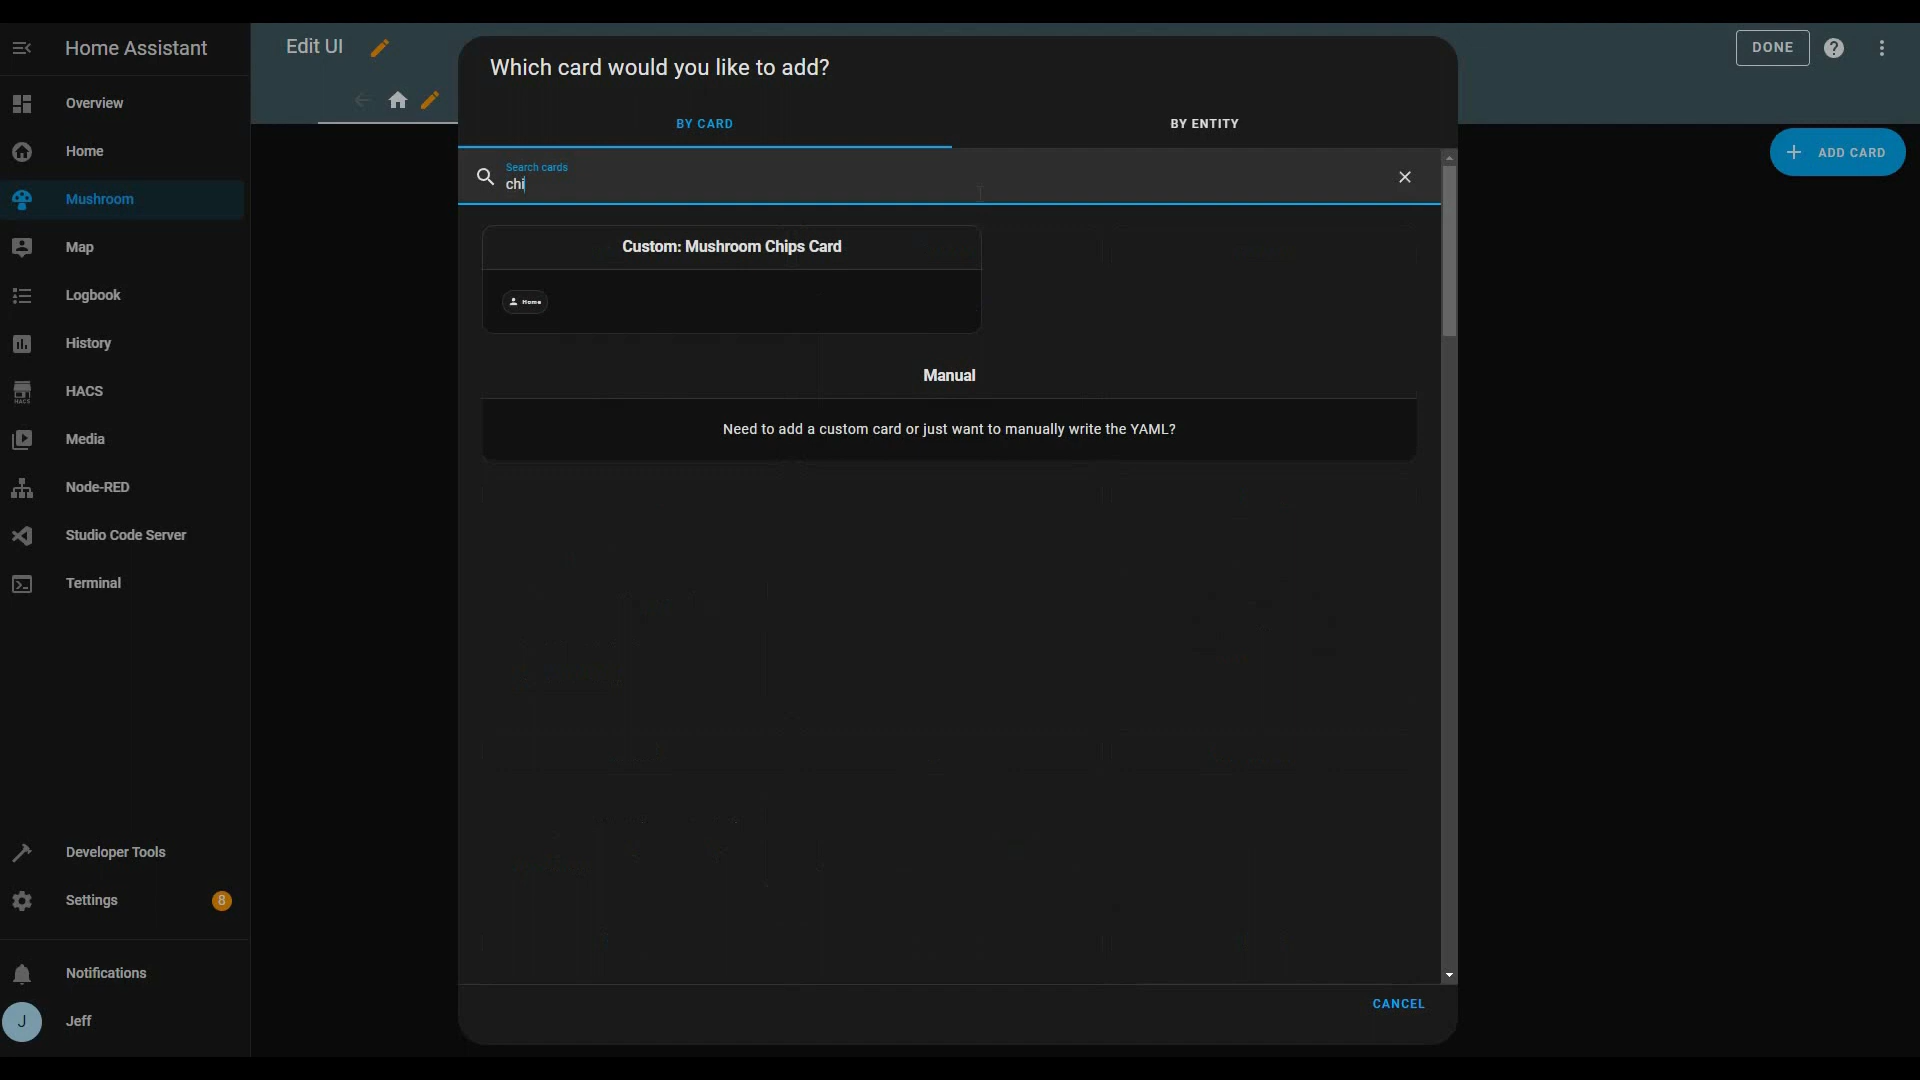 Home Assistant
Overview
Home
Mushroom
Map
Logbook
History
HACS
HACS
Media
Node-RED
Studio Code Server
Terminal
Developer Tools
Settings
8
Notifications
J
Jeff
Edit UI
DONE
?
ADD CARD
Which card would you like to add?
BY CARD
BY ENTITY
Search cards
chi
Custom: Mushroom Chips Card
Home
Manual
Need to add a custom card or just want to manually write the YAML?
CANCEL